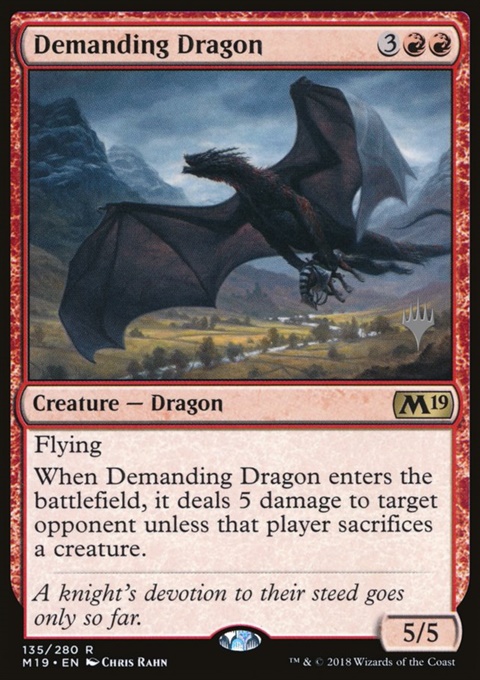 Demanding Dragon 3
Creature — Dragon M19
Flying
When Demanding Dragon enters the
battlefield, it deals 5 damage to target
opponent unless that player sacrifices
a creature.
A knight's devotion to their steed goes
only so far.
5/5
135/280 R
M19 • EN Chris Rahn
™ & © 2018 Wizards of the Coast